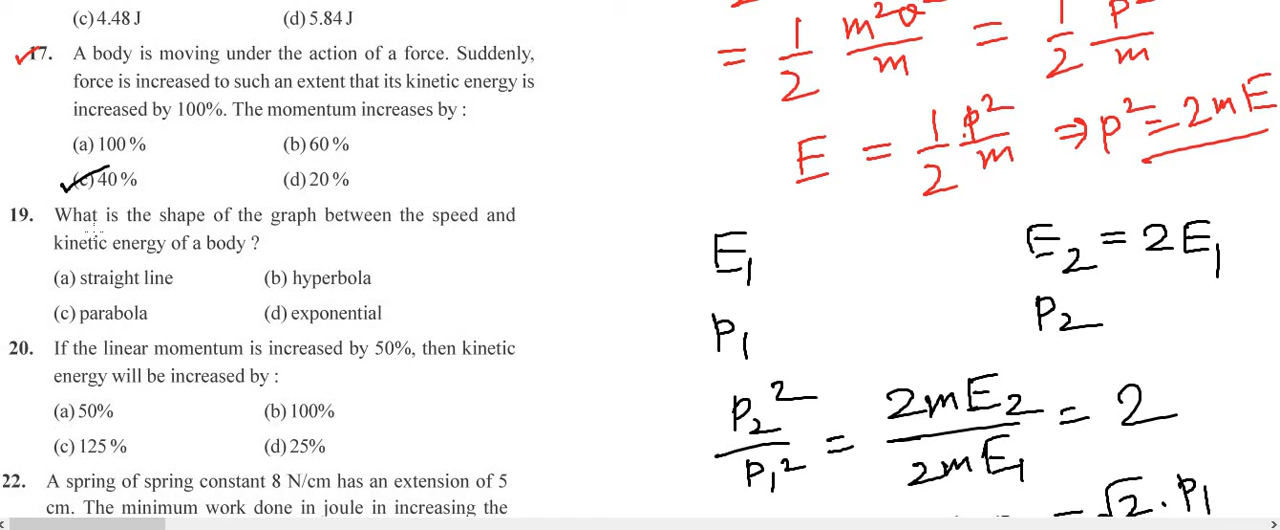 (c) 4.48 J (d) 5.84 J
17. A body is moving under the action of a force. Suddenly,
force is increased to such an extent that its kinetic energy is
increased by 100%. The momentum increases by :
(a) 100 % (b) 60 %
(c) 40 % (d) 20 %
19. What is the shape of the graph between the speed and
kinetic energy of a body ?
(a) straight line (b) hyperbola
(c) parabola (d) exponential
20. If the linear momentum is increased by 50%, then kinetic
energy will be increased by :
(a) 50% (b) 100%
(c) 125 % (d) 25%
22. A spring of spring constant 8 N/cm has an extension of 5
cm. The minimum work done in joule in increasing the
= 1/2 m²v²/m = 1/2 p²/m
E = 1/2 p²/m ⇒ p² = 2mE
E₁ E₂ = 2E₁
P₁ P₂
P₂²/P₁² = 2mE₂/2mE₁ = 2
= √2 . P₁